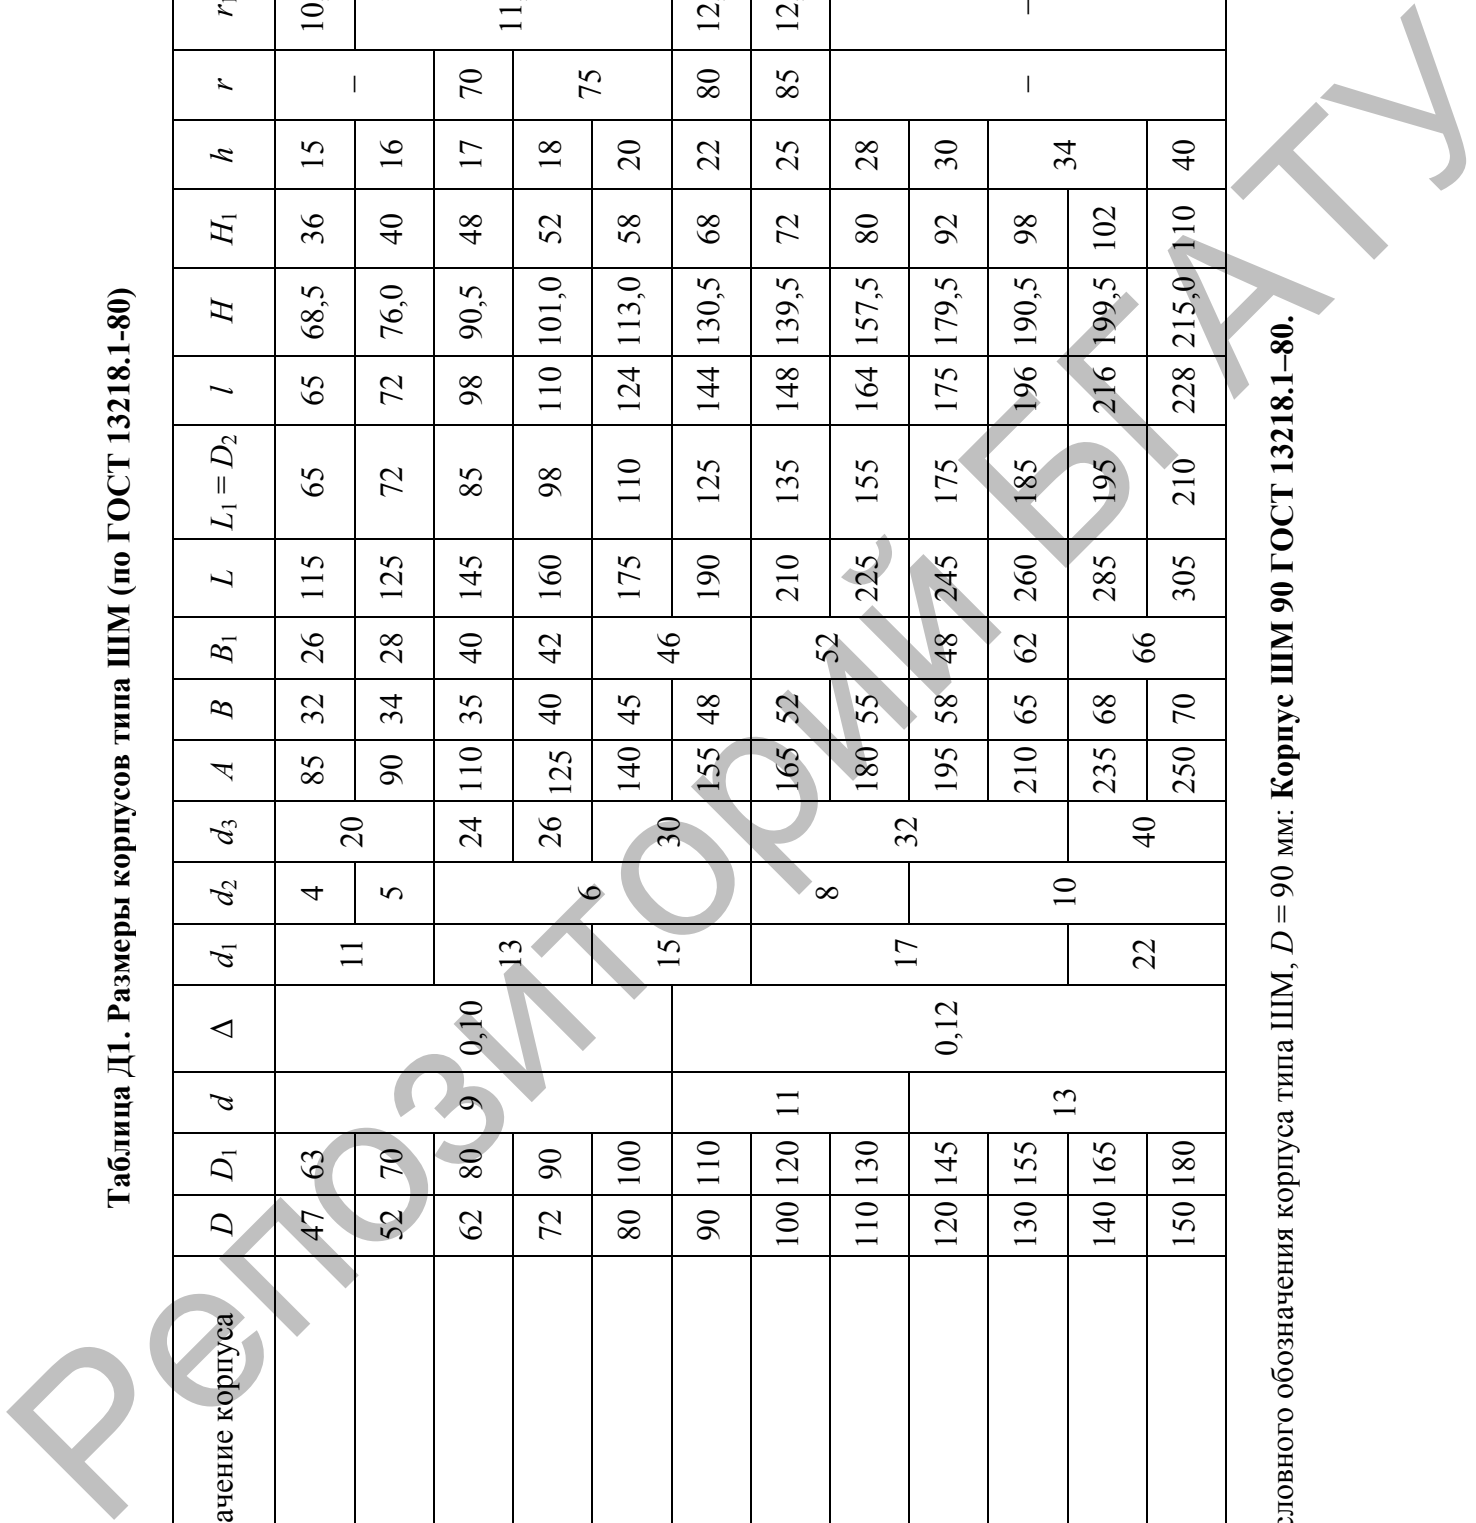 Таблица Д1. Размеры корпусов типа ШМ (по ГОСТ 13218.1-80)
корпуса D D₁ d Δ d₁ d₂ d₃ A B B₁ L L₁ = D₂ l H H₁ h r
47 63 9 0,10 11 4 20 85 32 26 115 65 65 68,5 36 15 –
52 70 5 90 34 28 125 72 72 76,0 40 16
62 80 13 6 24 110 35 40 145 85 98 90,5 48 17 70
72 90 26 125 40 42 160 98 110 101,0 52 18 75
80 100 15 30 140 45 46 175 110 124 113,0 58 20
90 110 11 0,12 155 48 190 125 144 130,5 68 22 80
100 120 17 8 32 165 52 52 210 135 148 139,5 72 25 85
110 130 180 55 225 155 164 157,5 80 28 –
120 145 13 10 195 58 48 245 175 175 179,5 92 30
130 155 210 65 62 260 185 196 190,5 98 34
140 165 22 40 235 68 66 285 195 216 199,5 102
150 180 250 70 305 210 228 215,0 110 40
обозначения корпуса типа ШМ, D = 90 мм: Корпус ШМ 90 ГОСТ 13218.1–80.
Репозиторий БГАТУ